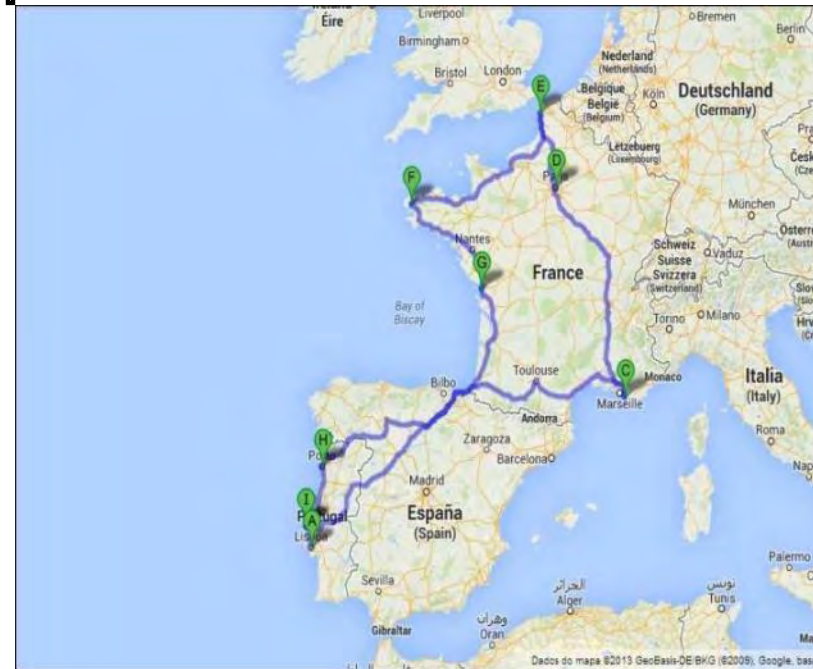 Ireland
Éire
Liverpool
Birmingham
Bristol
London
Bremen
Berlin
Nederland
(Netherlands)
Belgique
België
(Belgium)
Köln
Deutschland
(Germany)
E
Lëtzebuerg
(Luxembourg)
D
F
München
Nantes
France
Schweiz
Suisse
Svizzera
(Switzerland)
Vaduz
G
Bay of
Biscay
Torino
Milano
Toulouse
C
Monaco
Marseille
Italia
(Italy)
Bilbo
Andorra
Roma
H
Zaragoza
Barcelona
Madrid
I
A
Portugal
España
(Spain)
Sevilla
Gibraltar
الجزائر
Alger
وهران
Oran
تونس
Tunis
Palermo
Dados do mapa ©2013 GeoBasis-DE/BKG (©2009), Google, bas